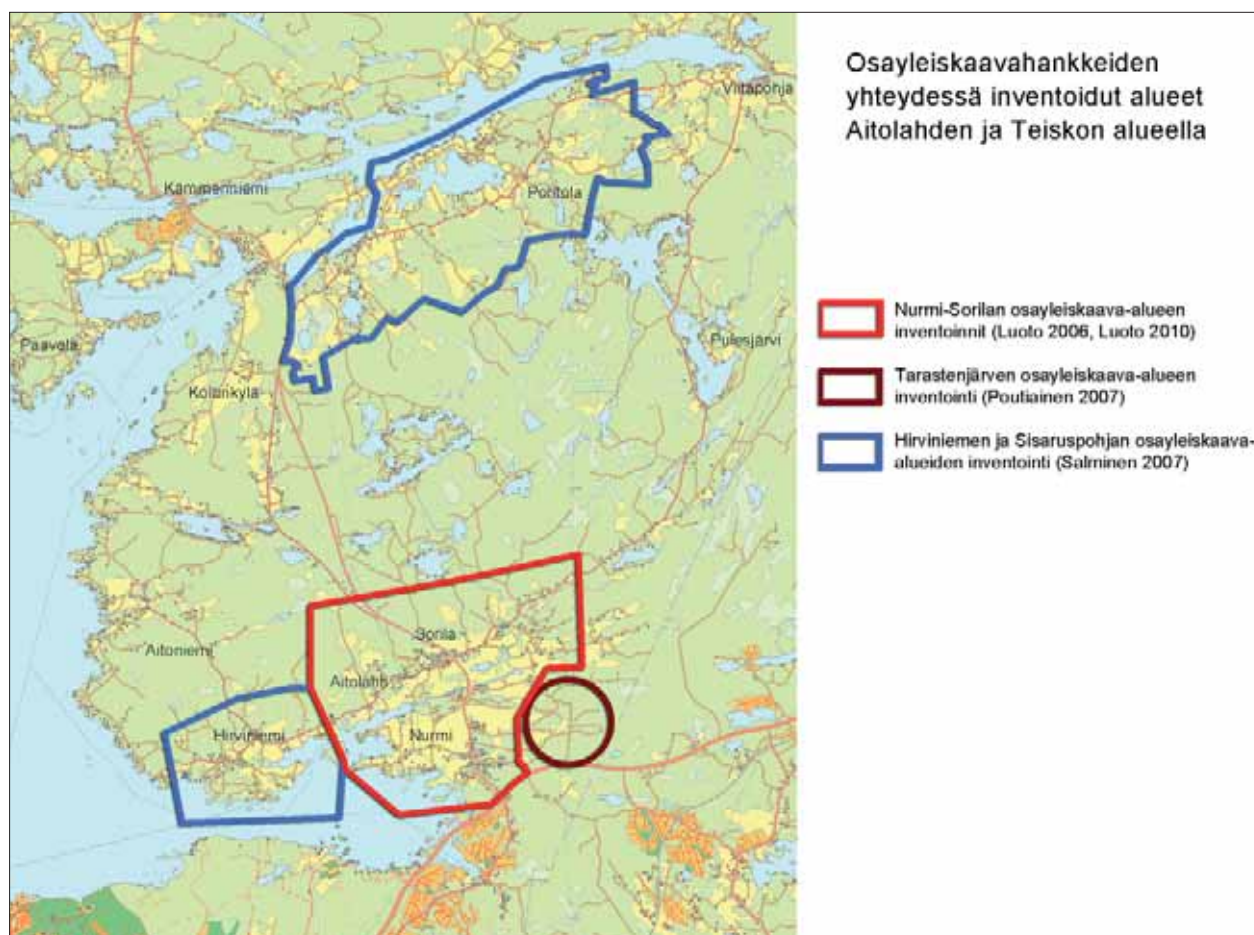 Osayleiskaavahankkeiden
yhteydessä inventoidut alueet
Aitolahden ja Teiskon alueella
Viitapohja
Kämmenniemi
Pohtola
Paavola
Pulesjärvi
Kolunkylä
Nurmi-Sorilan osayleiskaava-alueen
inventoinnit (Luoto 2006, Luoto 2010)
Tarastenjärven osayleiskaava-alueen
inventointi (Poutiainen 2007)
Hirviniemen ja Sisaruspohjan osayleiskaava-
alueiden inventointi (Salminen 2007)
Sorila
Aitoniemi
Aitolahti
Hirviniemi
Nurmi